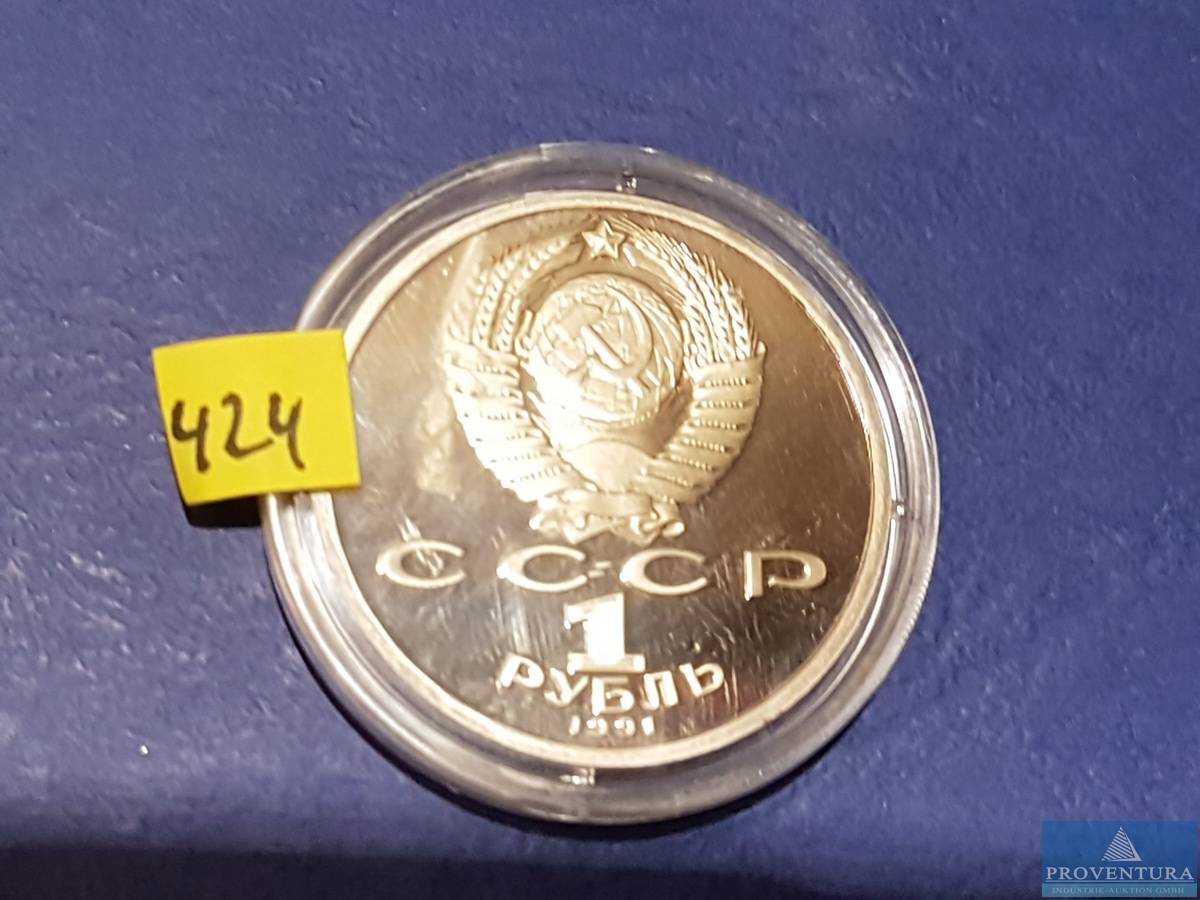 424
СССР
1
РУБЛЬ
1991
PROVENTURA
INDUSTRIE-AUKTION GMBH